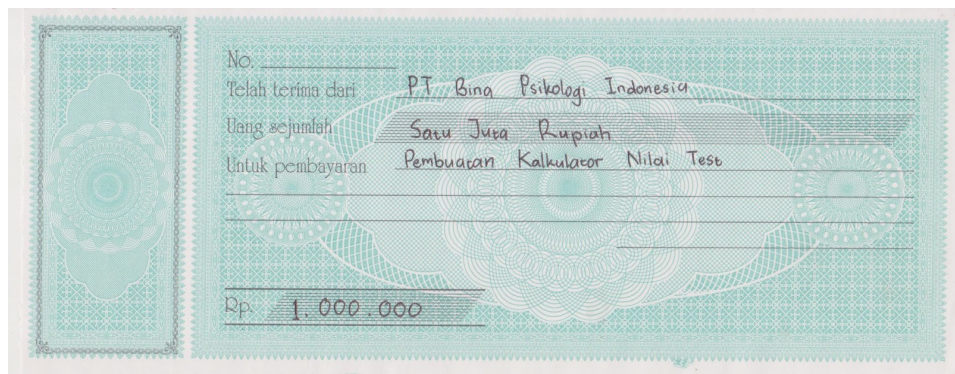 No.
Telah terima dari PT Bina Psikologi Indonesia
Uang sejumlah Satu Juta Rupiah
Untuk pembayaran Pembuatan Kalkulator Nilai Test
Rp. 1.000.000